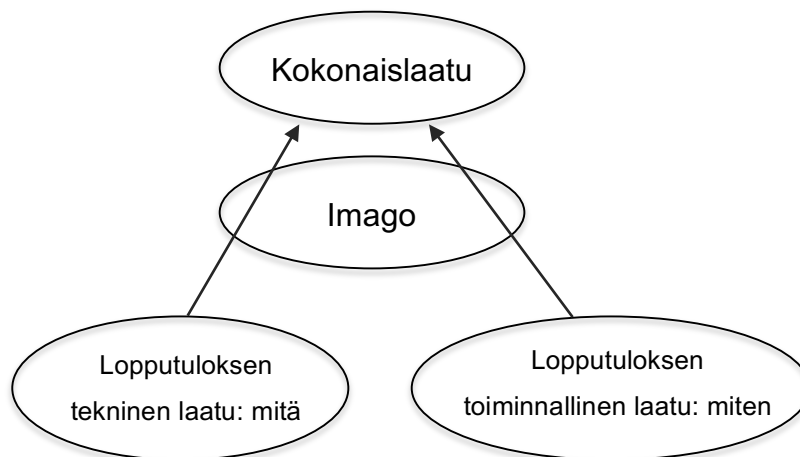 Kokonaislaatu
Imago
Lopputuloksen
tekninen laatu: mitä
Lopputuloksen
toiminnallinen laatu: miten